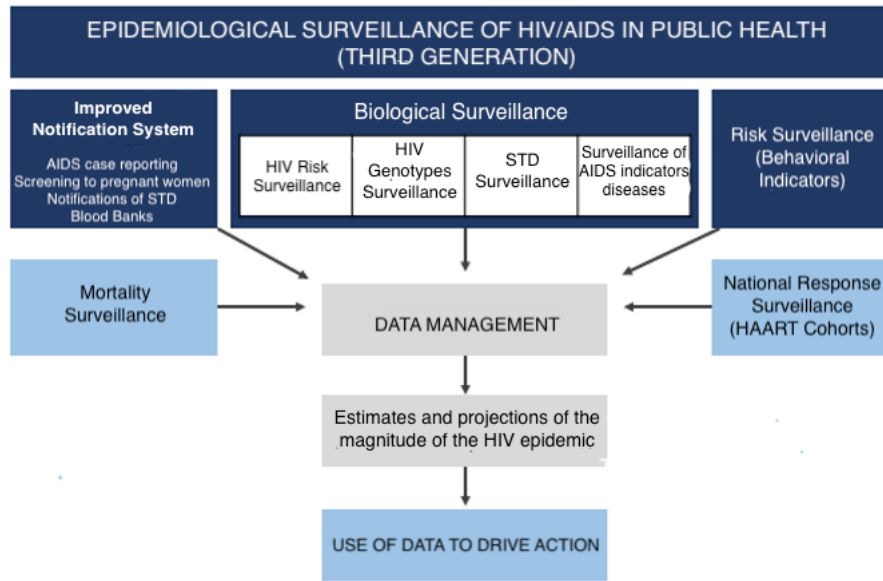 EPIDEMIOLOGICAL SURVEILLANCE OF HIV/AIDS IN PUBLIC HEALTH
(THIRD GENERATION)
Improved
Notification System
AIDS case reporting
Screening to pregnant women
Notifications of STD
Blood Banks
Biological Surveillance
HIV Risk
Surveillance
HIV
Genotypes
Surveillance
STD
Surveillance
Surveillance of
AIDS indicators
diseases
Risk Surveillance
(Behavioral
Indicators)
Mortality
Surveillance
DATA MANAGEMENT
National Response
Surveillance
(HAART Cohorts)
Estimates and projections of the
magnitude of the HIV epidemic
USE OF DATA TO DRIVE ACTION